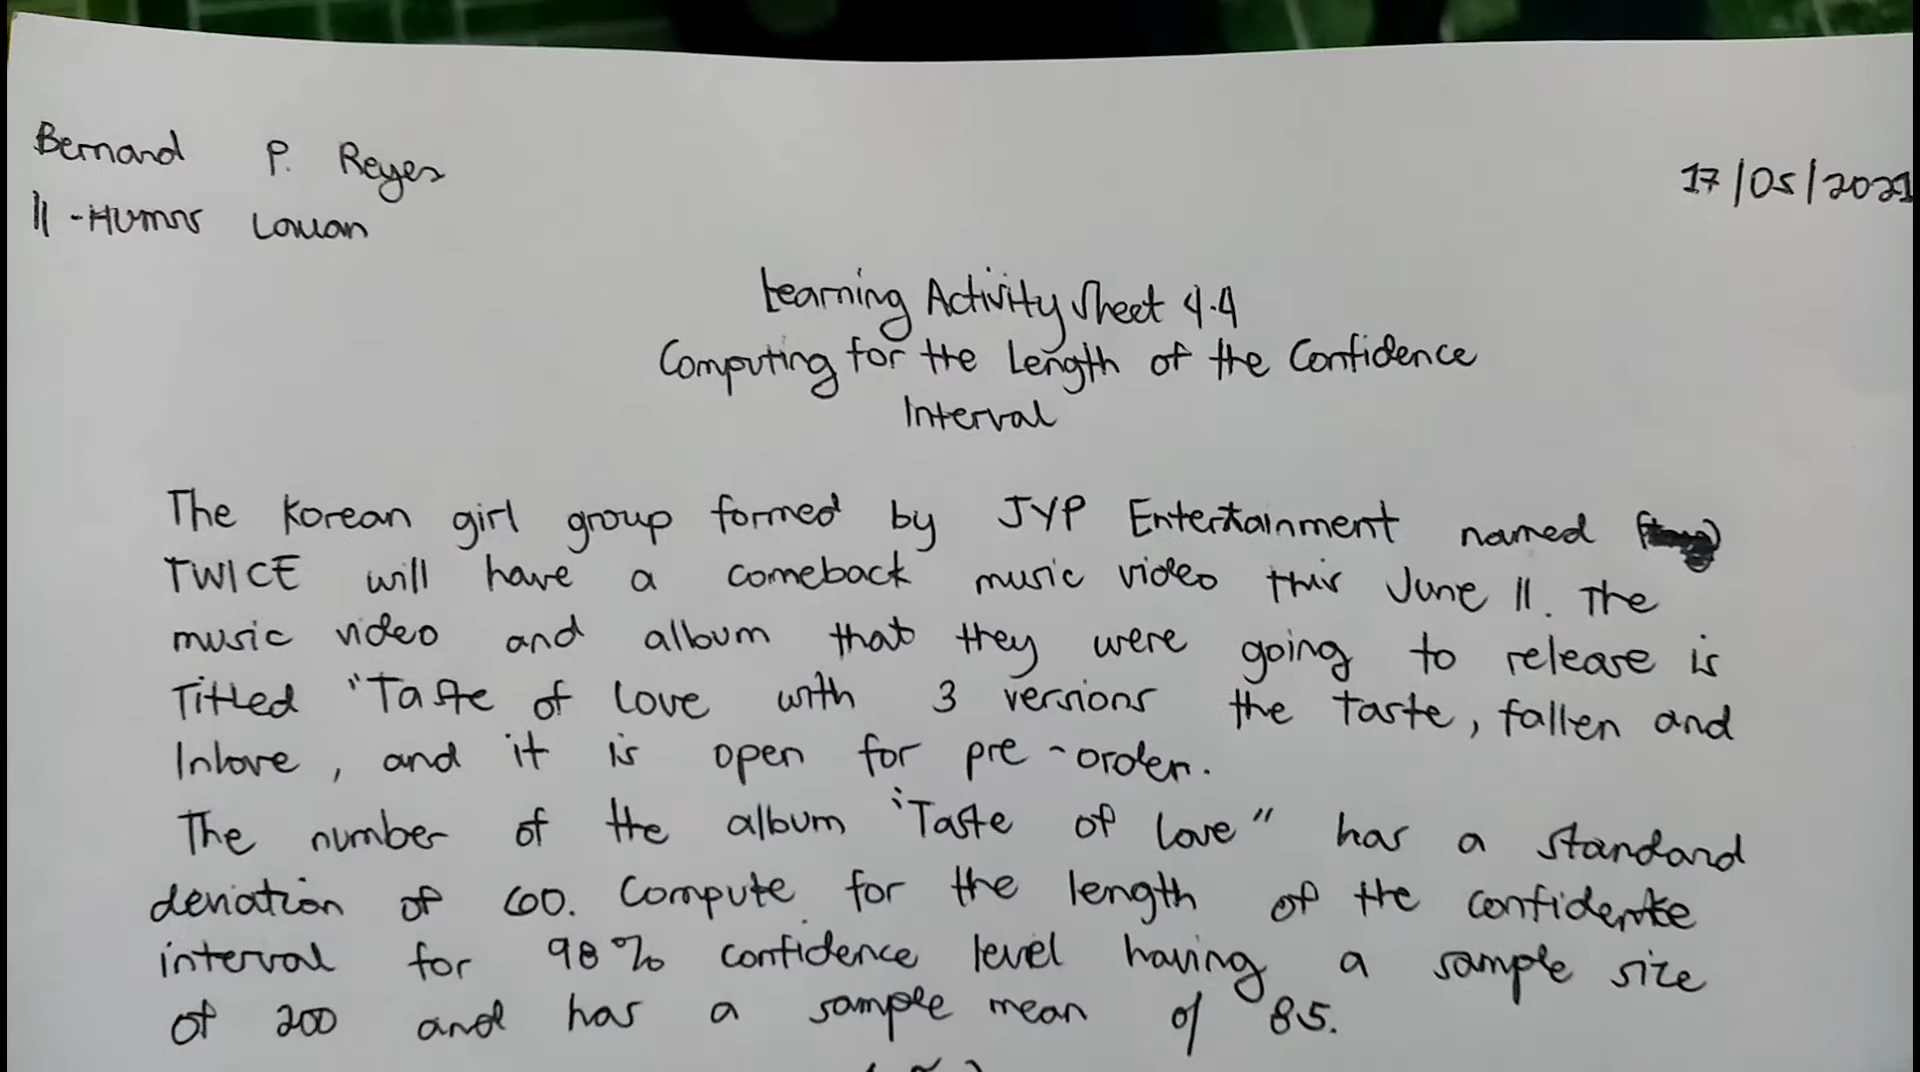 Bernard P. Reyes
11 - Humss Lauan
17/05/2021
Learning Activity Sheet 4.4
Computing for the Length of the Confidence
Interval
The Korean girl group formed by JYP Entertainment named
TWICE will have a comeback music video this June 11. The
music video and album that they were going to release is
Titled "Taste of Love with 3 versions the taste, fallen and
Inlove, and it is open for pre-order.
The number of the album "Taste of Love" has a standard
deviation of 60. Compute for the length of the confidence
interval for 98% confidence level having a sample size
of 200 and has a sample mean of 85.